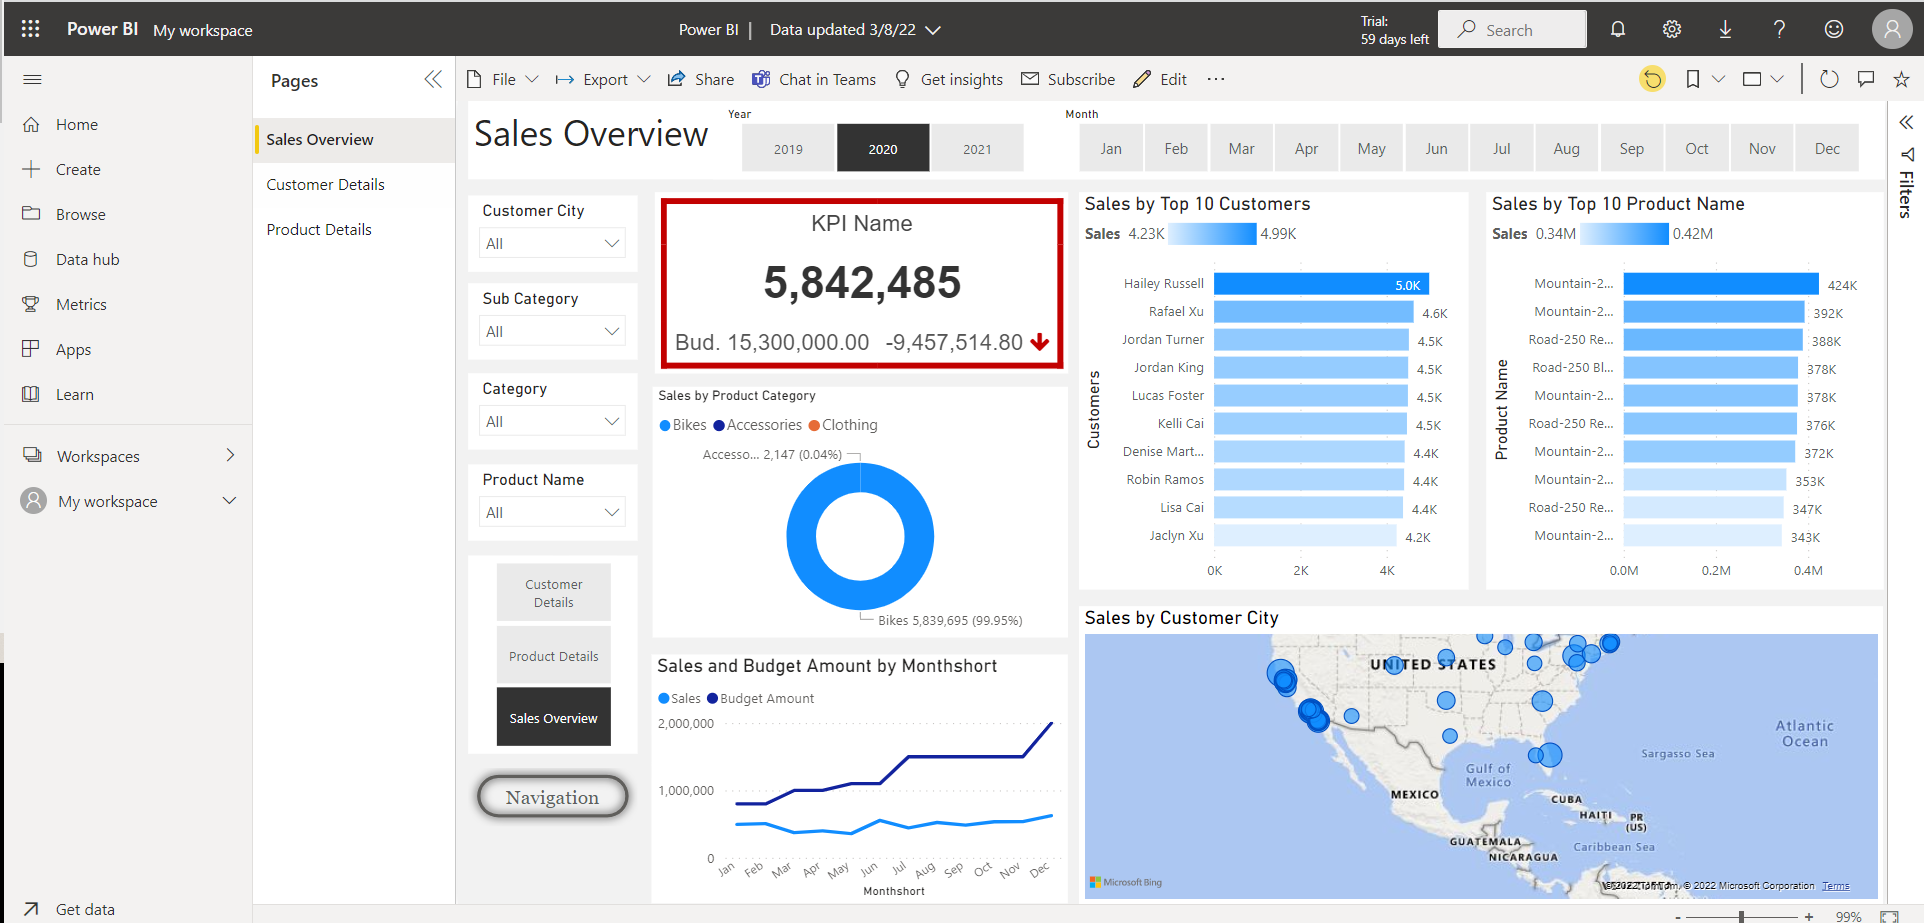 Power BI My workspace
Power BI | Data updated 3/8/22
Trial:
59 days left
Search
Pages
File
Export
Share
Chat in Teams
Get insights
Subscribe
Edit
Home
Create
Browse
Data hub
Metrics
Apps
Learn
Workspaces
My workspace
Get data
Sales Overview
Customer Details
Product Details
Filters
Sales Overview
Year
2019 2020 2021
Month
Jan Feb Mar Apr May Jun Jul Aug Sep Oct Nov Dec
Customer City
All
Sub Category
All
Category
All
Product Name
All
Customer
Details
Product Details
Sales Overview
Navigation
KPI Name
5,842,485
Bud. 15,300,000.00 -9,457,514.80
Sales by Product Category
Bikes Accessories Clothing
Accesso... 2,147 (0.04%)
Bikes 5,839,695 (99.95%)
Sales and Budget Amount by Monthshort
Sales Budget Amount
2,000,000
1,000,000
0
Jan Feb Mar Apr May Jun Jul Aug Sep Oct Nov Dec
Monthshort
Sales by Top 10 Customers
Sales 4.23K 4.99K
Customers
Hailey Russell 5.0K
Rafael Xu 4.6K
Jordan Turner 4.5K
Jordan King 4.5K
Lucas Foster 4.5K
Kelli Cai 4.5K
Denise Mart... 4.4K
Robin Ramos 4.4K
Lisa Cai 4.4K
Jaclyn Xu 4.2K
0K 2K 4K
Sales by Top 10 Product Name
Sales 0.34M 0.42M
Product Name
Mountain-2... 424K
Mountain-2... 392K
Road-250 Re... 388K
Road-250 Bl... 378K
Mountain-2... 378K
Road-250 Re... 376K
Mountain-2... 372K
Mountain-2... 353K
Road-250 Re... 347K
Mountain-2... 343K
0.0M 0.2M 0.4M
Sales by Customer City
UNITED STATES
Atlantic
Ocean
Sargasso Sea
Gulf of
Mexico
MEXICO
CUBA
HAITI
PR
(US)
GUATEMALA
Caribbean Sea
NICARAGUA
Microsoft Bing
© 2022 Microsoft Corporation Terms
- + 99%